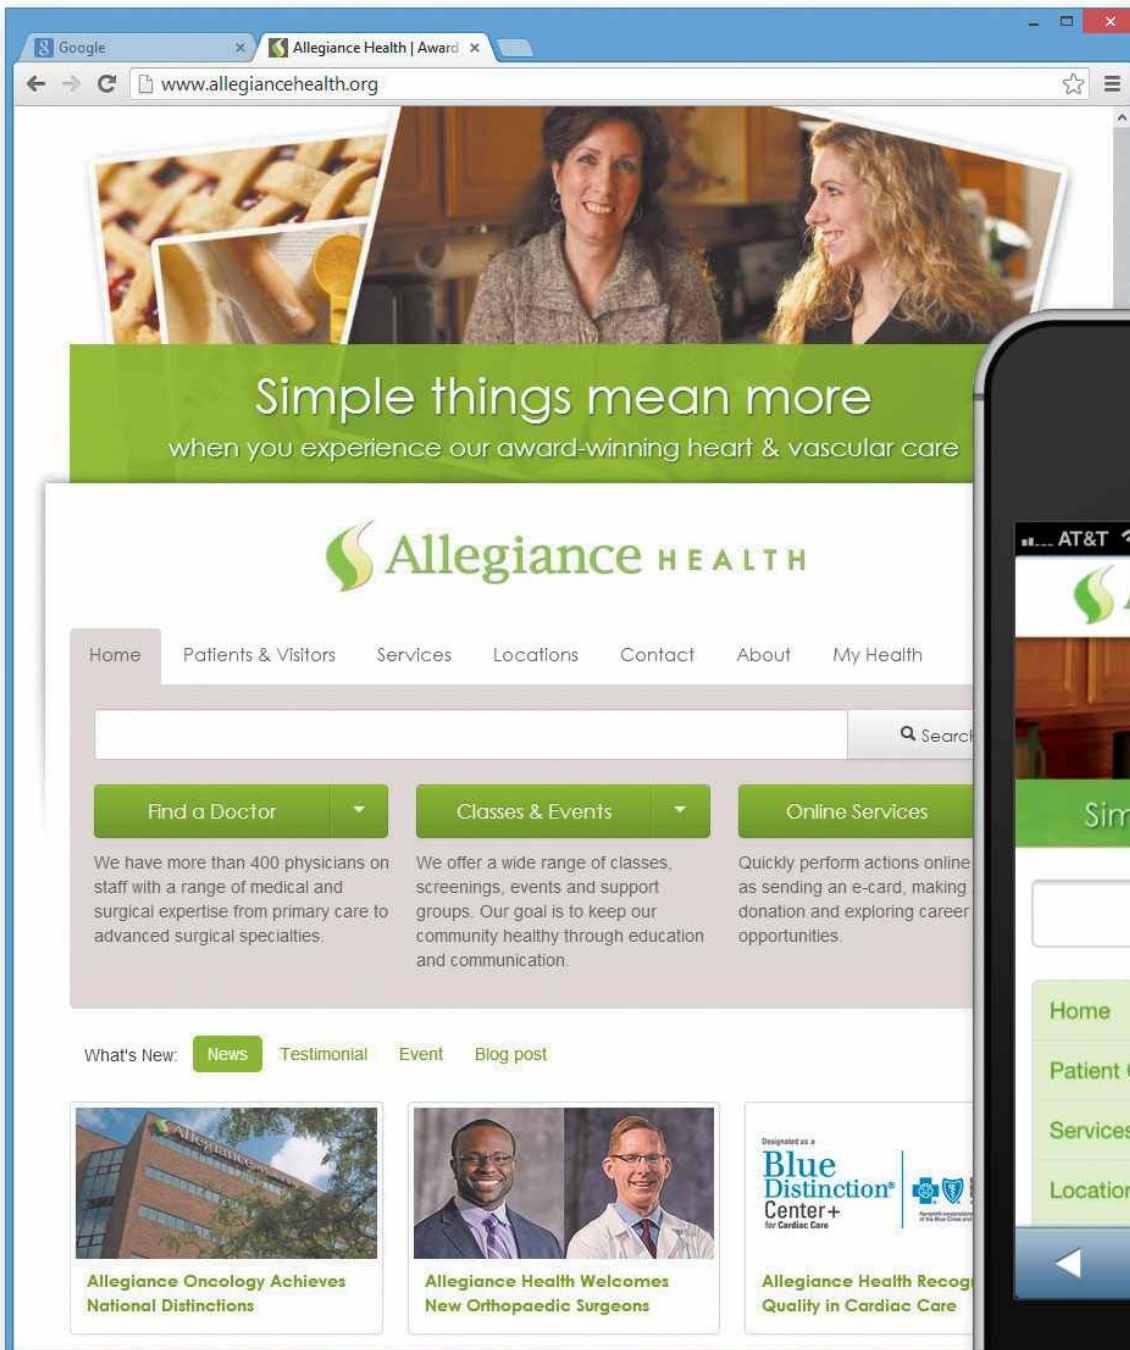 Google
Allegiance Health | Award
www.allegiancehealth.org
Simple things mean more
when you experience our award-winning heart & vascular care
Allegiance HEALTH
Home Patients & Visitors Services Locations Contact About My Health
Search
Find a Doctor Classes & Events Online Services
We have more than 400 physicians on
staff with a range of medical and
surgical expertise from primary care to
advanced surgical specialties.
We offer a wide range of classes,
screenings, events and support
groups. Our goal is to keep our
community healthy through education
and communication.
Quickly perform actions online
as sending an e-card, making
donation and exploring career
opportunities.
What's New: News Testimonial Event Blog post
Allegiance
Allegiance Oncology Achieves
National Distinctions
Allegiance Health Welcomes
New Orthopaedic Surgeons
Designated as a
Blue
Distinction®
Center+
for Cardiac Care
Allegiance Health Recog
Quality in Cardiac Care
AT&T
Sim
Home
Patient
Services
Location